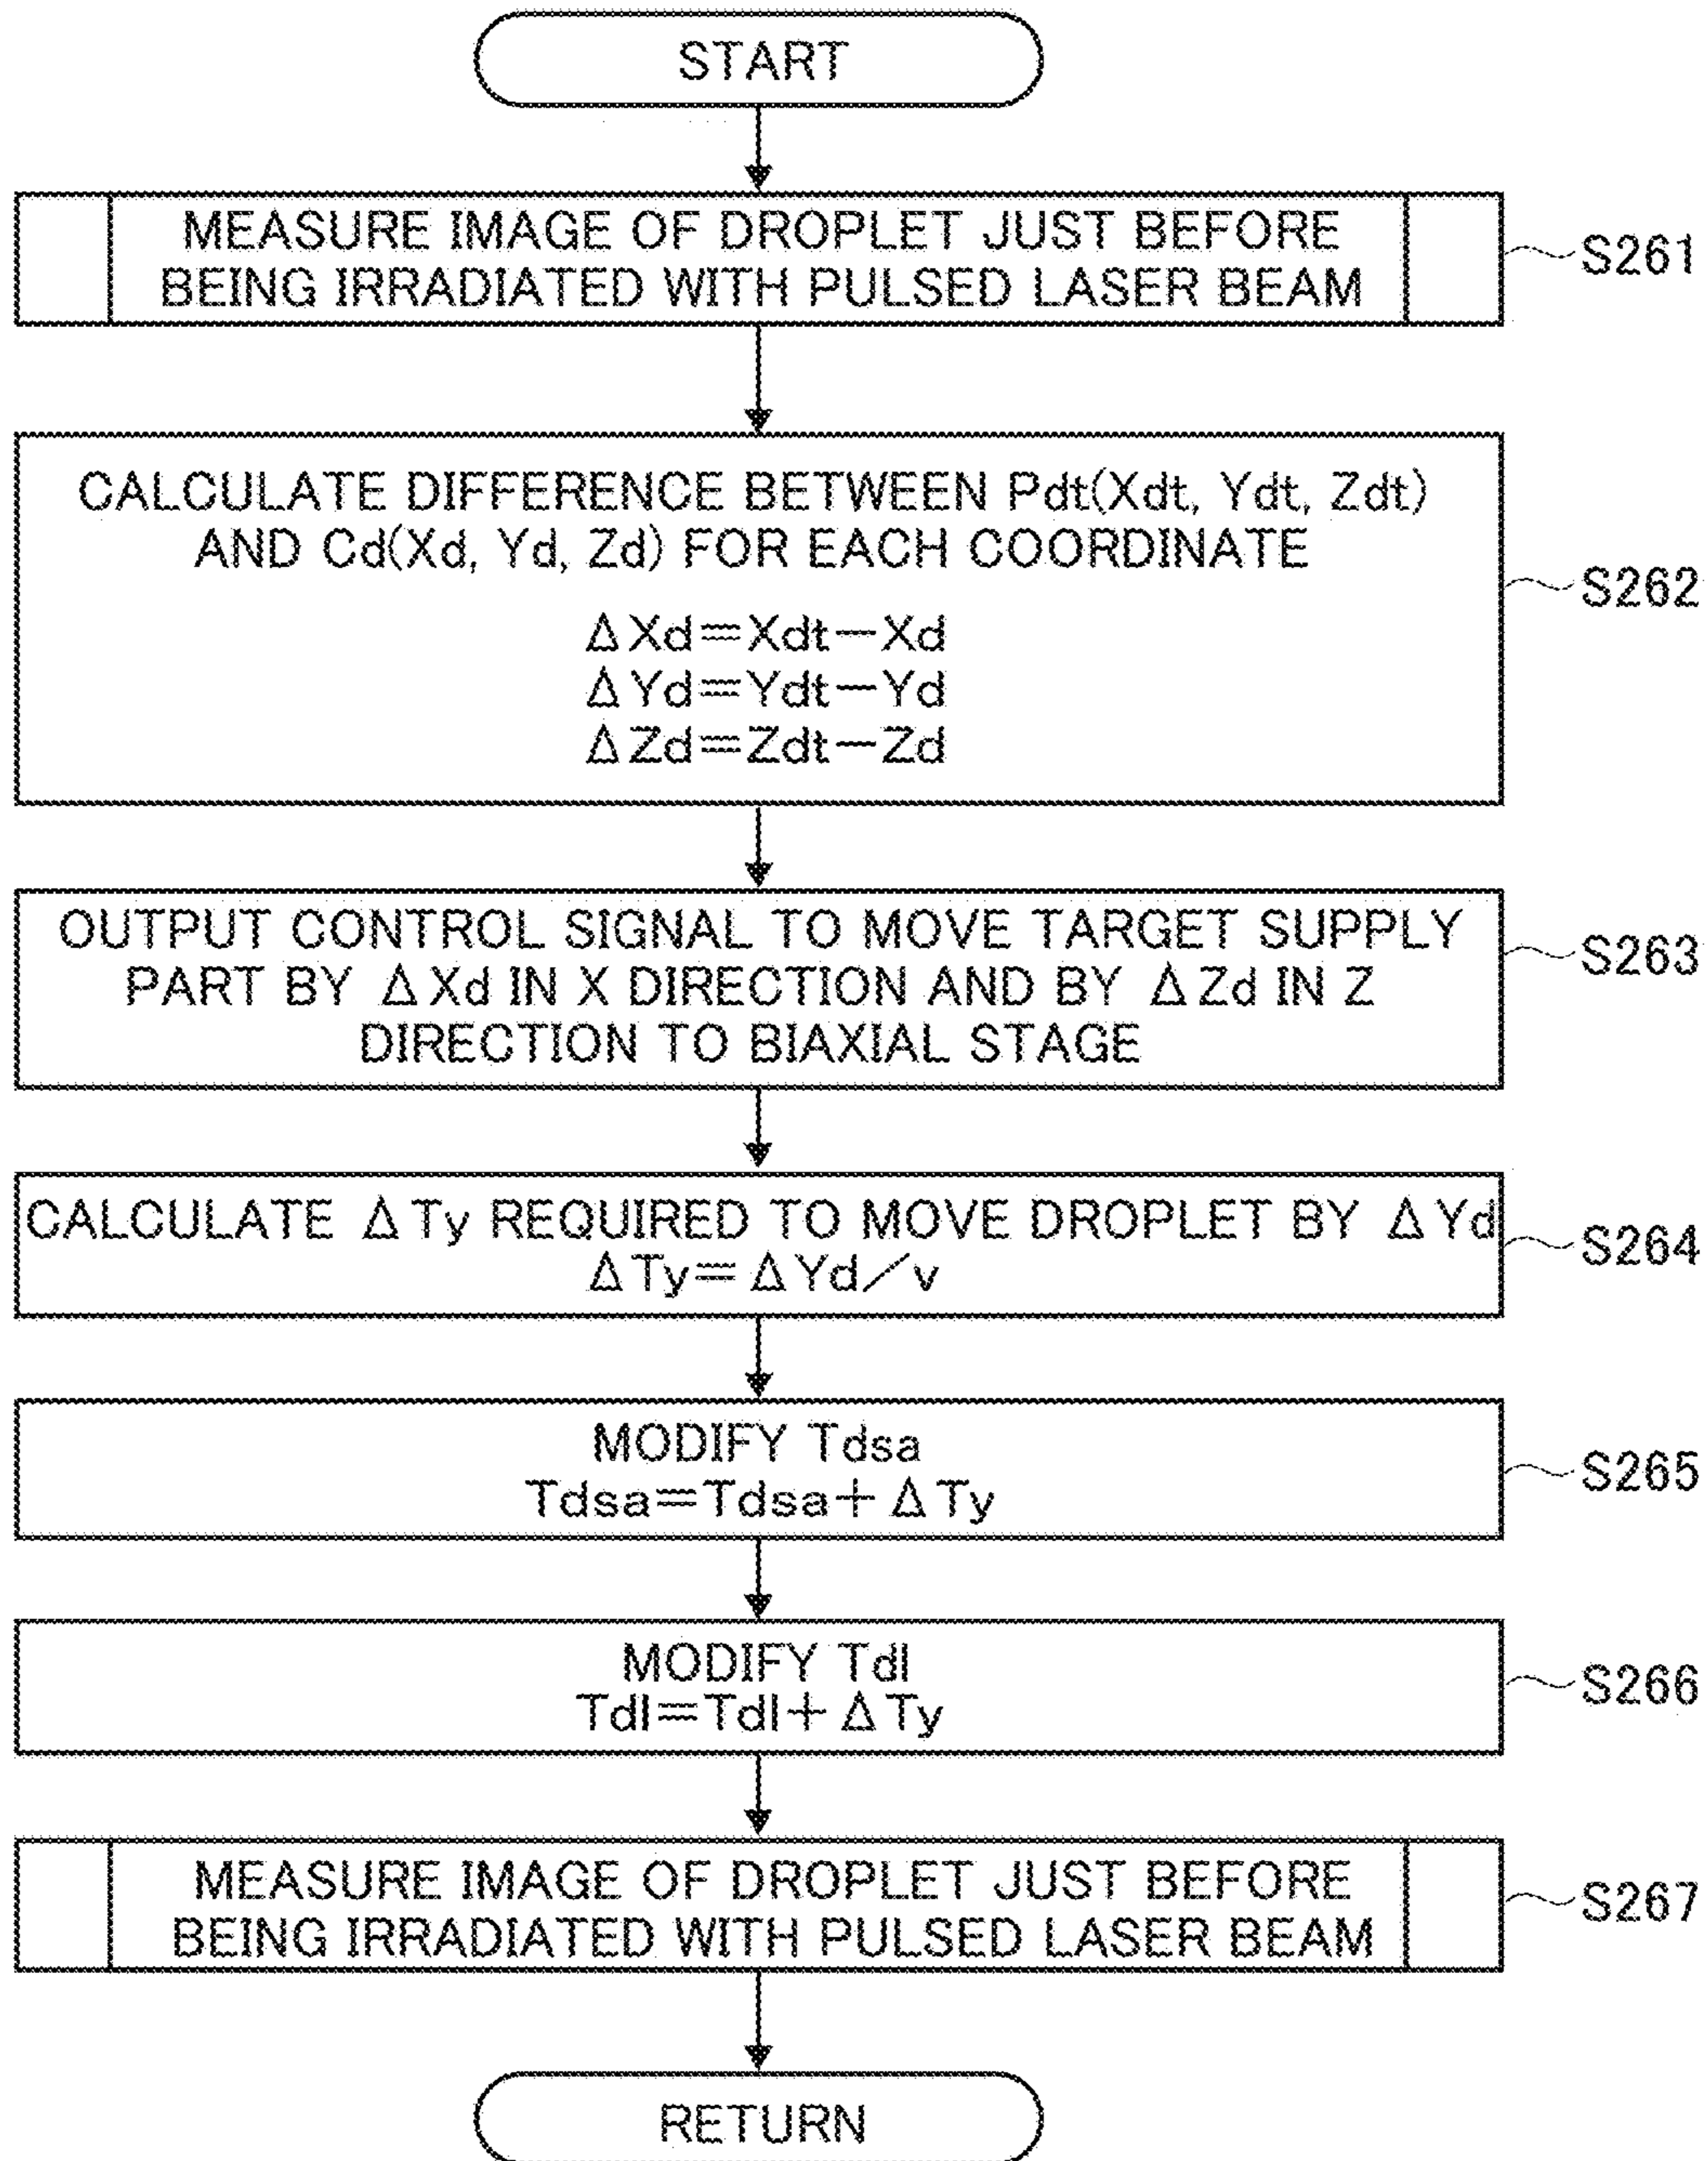 START
MEASURE IMAGE OF DROPLET JUST BEFORE
BEING IRRADIATED WITH PULSED LASER BEAM
S261
CALCULATE DIFFERENCE BETWEEN Pdt(Xdt, Ydt, Zdt)
AND Cd(Xd, Yd, Zd) FOR EACH COORDINATE
ΔXd=Xdt−Xd
ΔYd=Ydt−Yd
ΔZd=Zdt−Zd
S262
OUTPUT CONTROL SIGNAL TO MOVE TARGET SUPPLY
PART BY ΔXd IN X DIRECTION AND BY ΔZd IN Z
DIRECTION TO BIAXIAL STAGE
S263
CALCULATE ΔTy REQUIRED TO MOVE DROPLET BY ΔYd
ΔTy=ΔYd/v
S264
MODIFY Tdsa
Tdsa=Tdsa+ΔTy
S265
MODIFY Tdl
Tdl=Tdl+ΔTy
S266
MEASURE IMAGE OF DROPLET JUST BEFORE
BEING IRRADIATED WITH PULSED LASER BEAM
S267
RETURN